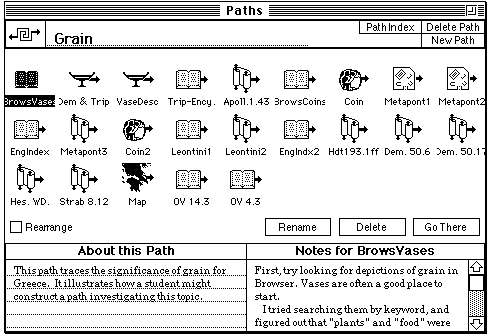 Paths
Grain
PathIndex Delete Path
New Path
BrowsVases Dem & Trip VaseDesc Trip-Ency. Apoll.1.43 BrowsCoins Coin Metapont1 Metapont2
EngIndex Metapont3 Coin2 Leontini1 Leontini2 EngIndx2 Hdt193.1ff Dem. 50.6 Dem. 50.17
Hes. WD. Strab 8.12 Map OV 14.3 OV 4.3
Rearrange Rename Delete Go There
About this Path
This path traces the significance of grain for
Greece. It illustrates how a student might
construct a path investigating this topic.
Notes for BrowsVases
First, try looking for depictions of grain in
Browser. Vases are often a good place to
start.
I tried searching them by keyword, and
figured out that "plants" and "food" were